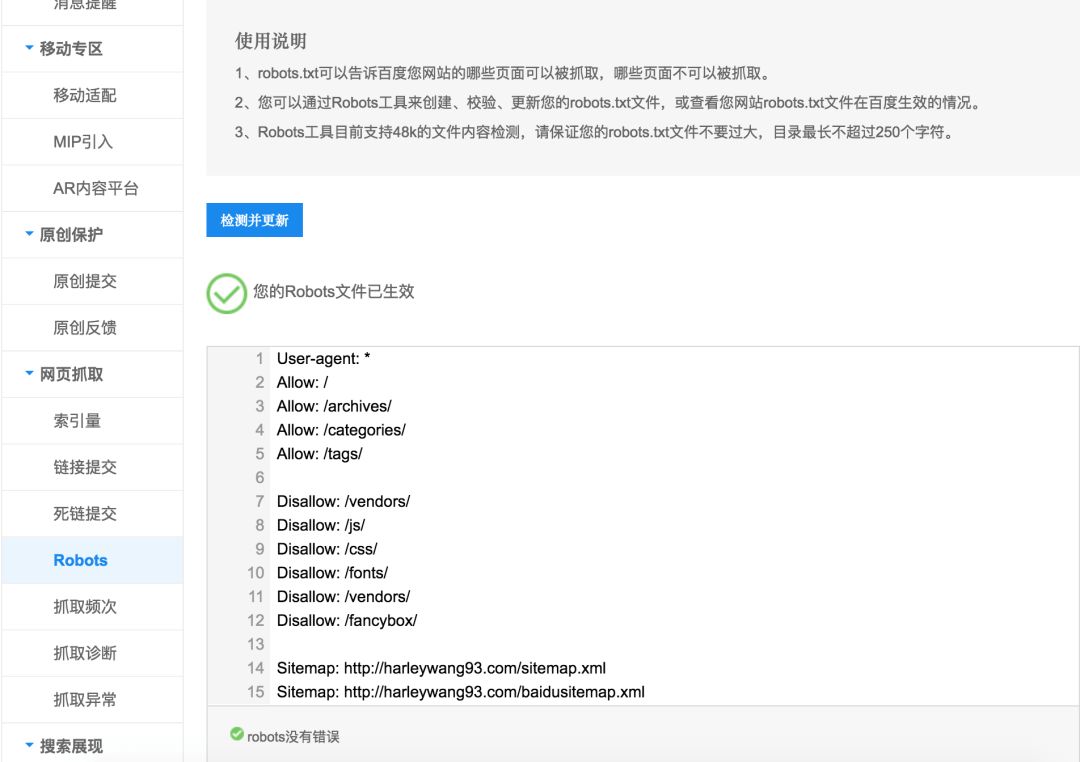 消息提醒
移动专区
移动适配
MIP引入
AR内容平台
原创保护
原创提交
原创反馈
网页抓取
索引量
链接提交
死链提交
Robots
抓取频次
抓取诊断
抓取异常
搜索展现
使用说明
1、robots.txt可以告诉百度您网站的哪些页面可以被抓取，哪些页面不可以被抓取。
2、您可以通过Robots工具来创建、校验、更新您的robots.txt文件，或查看您网站robots.txt文件在百度生效的情况。
3、Robots工具目前支持48k的文件内容检测，请保证您的robots.txt文件不要过大，目录最长不超过250个字符。
检测并更新
您的Robots文件已生效
1 User-agent: *
2 Allow: /
3 Allow: /archives/
4 Allow: /categories/
5 Allow: /tags/
6
7 Disallow: /vendors/
8 Disallow: /js/
9 Disallow: /css/
10 Disallow: /fonts/
11 Disallow: /vendors/
12 Disallow: /fancybox/
13
14 Sitemap: http://harleywang93.com/sitemap.xml
15 Sitemap: http://harleywang93.com/baidusitemap.xml
robots没有错误